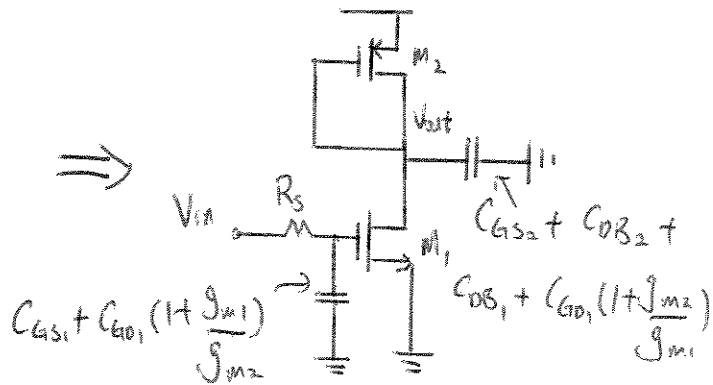 M2
Vout
Rs
Vin
M1
CGS2 + CDB2 +
CDB1 + CGD1 (1 + gm2/gm1)
CGS1 + CGD1 (1 + gm1/gm2)